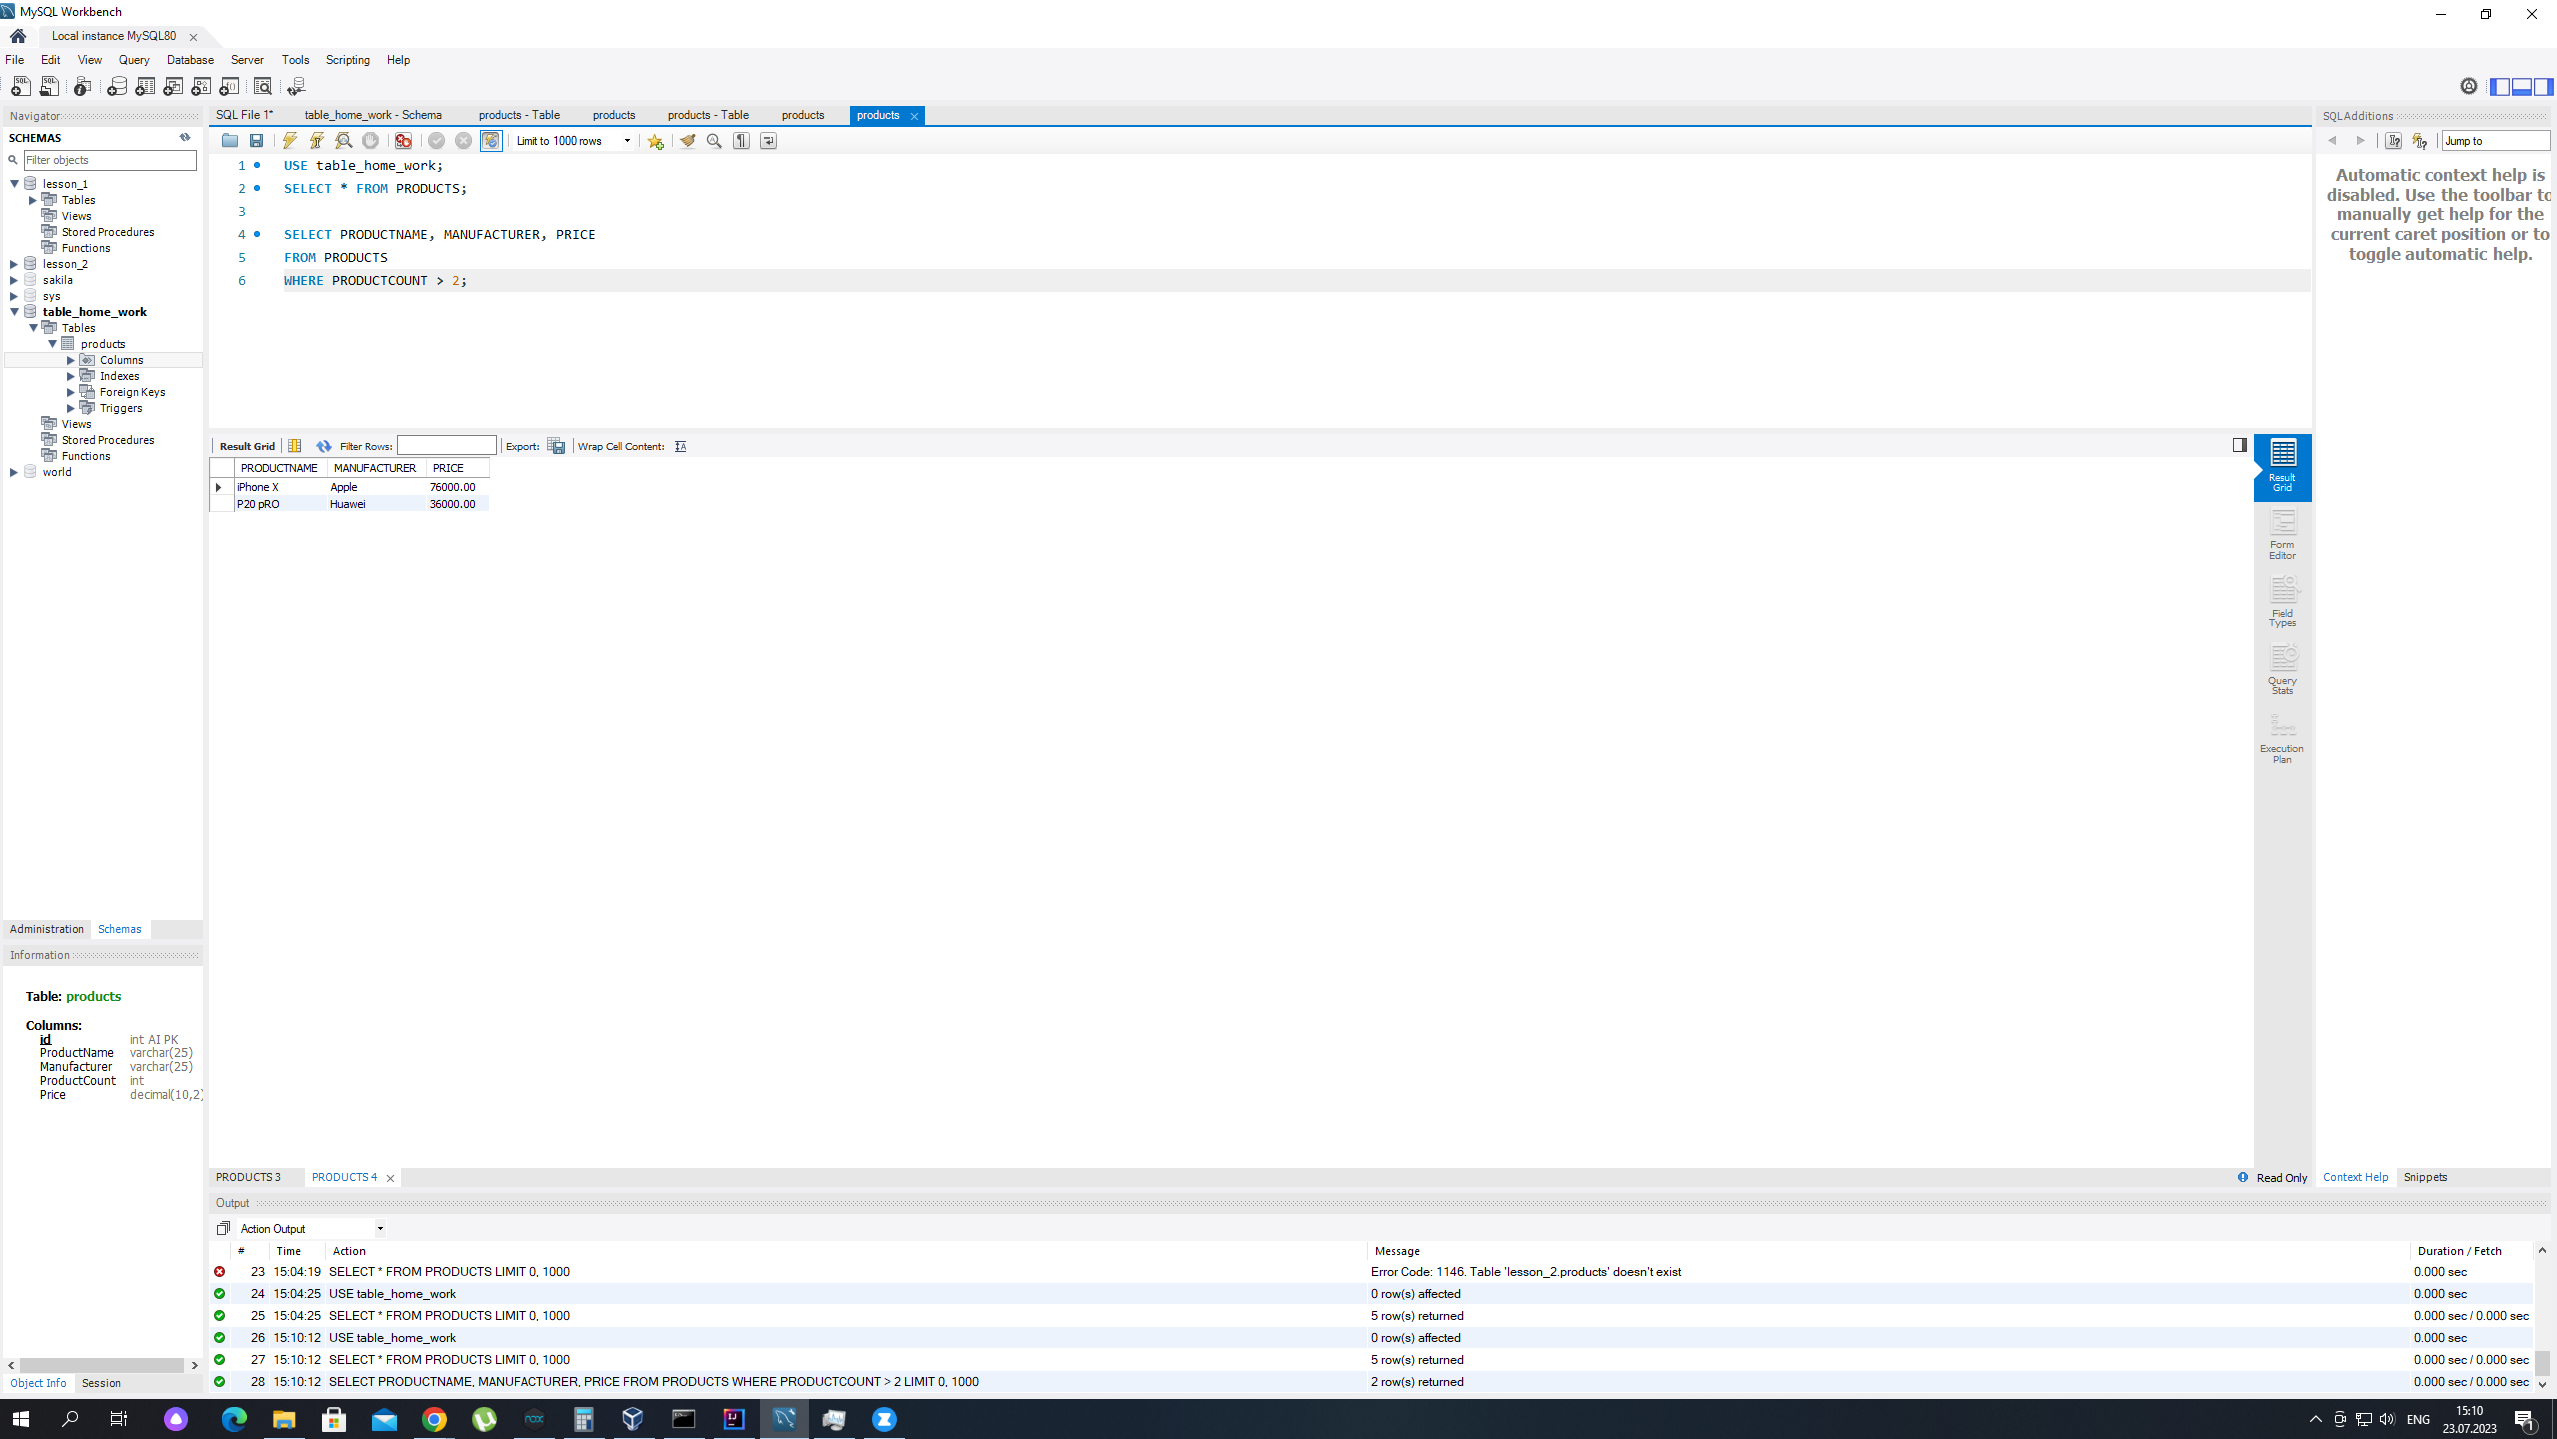 MySQL Workbench
Local instance MySQL80
File Edit View Query Database Server Tools Scripting Help
Navigator
SCHEMAS
Filter objects
lesson_1
Tables
Views
Stored Procedures
Functions
lesson_2
sakila
sys
table_home_work
Tables
products
Columns
Indexes
Foreign Keys
Triggers
Views
Stored Procedures
Functions
world
Administration Schemas
Information
Table: products
Columns:
id int AI PK
ProductName varchar(25)
Manufacturer varchar(25)
ProductCount int
Price decimal(10,2)
Object Info Session
SQL File 1* table_home_work - Schema products - Table products products - Table products products
Limit to 1000 rows
1 USE table_home_work;
2 SELECT * FROM PRODUCTS;
3
4 SELECT PRODUCTNAME, MANUFACTURER, PRICE
5 FROM PRODUCTS
6 WHERE PRODUCTCOUNT > 2;
Result Grid Filter Rows: Export: Wrap Cell Content:
PRODUCTNAME MANUFACTURER PRICE
iPhone X Apple 76000.00
P20 pRO Huawei 36000.00
Result
Grid
Form
Editor
Field
Types
Query
Stats
Execution
Plan
PRODUCTS 3 PRODUCTS 4 Read Only
SQLAdditions
Jump to
Automatic context help is
disabled. Use the toolbar to
manually get help for the
current caret position or to
toggle automatic help.
Context Help Snippets
Output
Action Output
# Time Action Message Duration / Fetch
23 15:04:19 SELECT * FROM PRODUCTS LIMIT 0, 1000 Error Code: 1146. Table 'lesson_2.products' doesn't exist 0.000 sec
24 15:04:25 USE table_home_work 0 row(s) affected 0.000 sec
25 15:04:25 SELECT * FROM PRODUCTS LIMIT 0, 1000 5 row(s) returned 0.000 sec / 0.000 sec
26 15:10:12 USE table_home_work 0 row(s) affected 0.000 sec
27 15:10:12 SELECT * FROM PRODUCTS LIMIT 0, 1000 5 row(s) returned 0.000 sec / 0.000 sec
28 15:10:12 SELECT PRODUCTNAME, MANUFACTURER, PRICE FROM PRODUCTS WHERE PRODUCTCOUNT > 2 LIMIT 0, 1000 2 row(s) returned 0.000 sec / 0.000 sec
ENG
15:10
23.07.2023
1